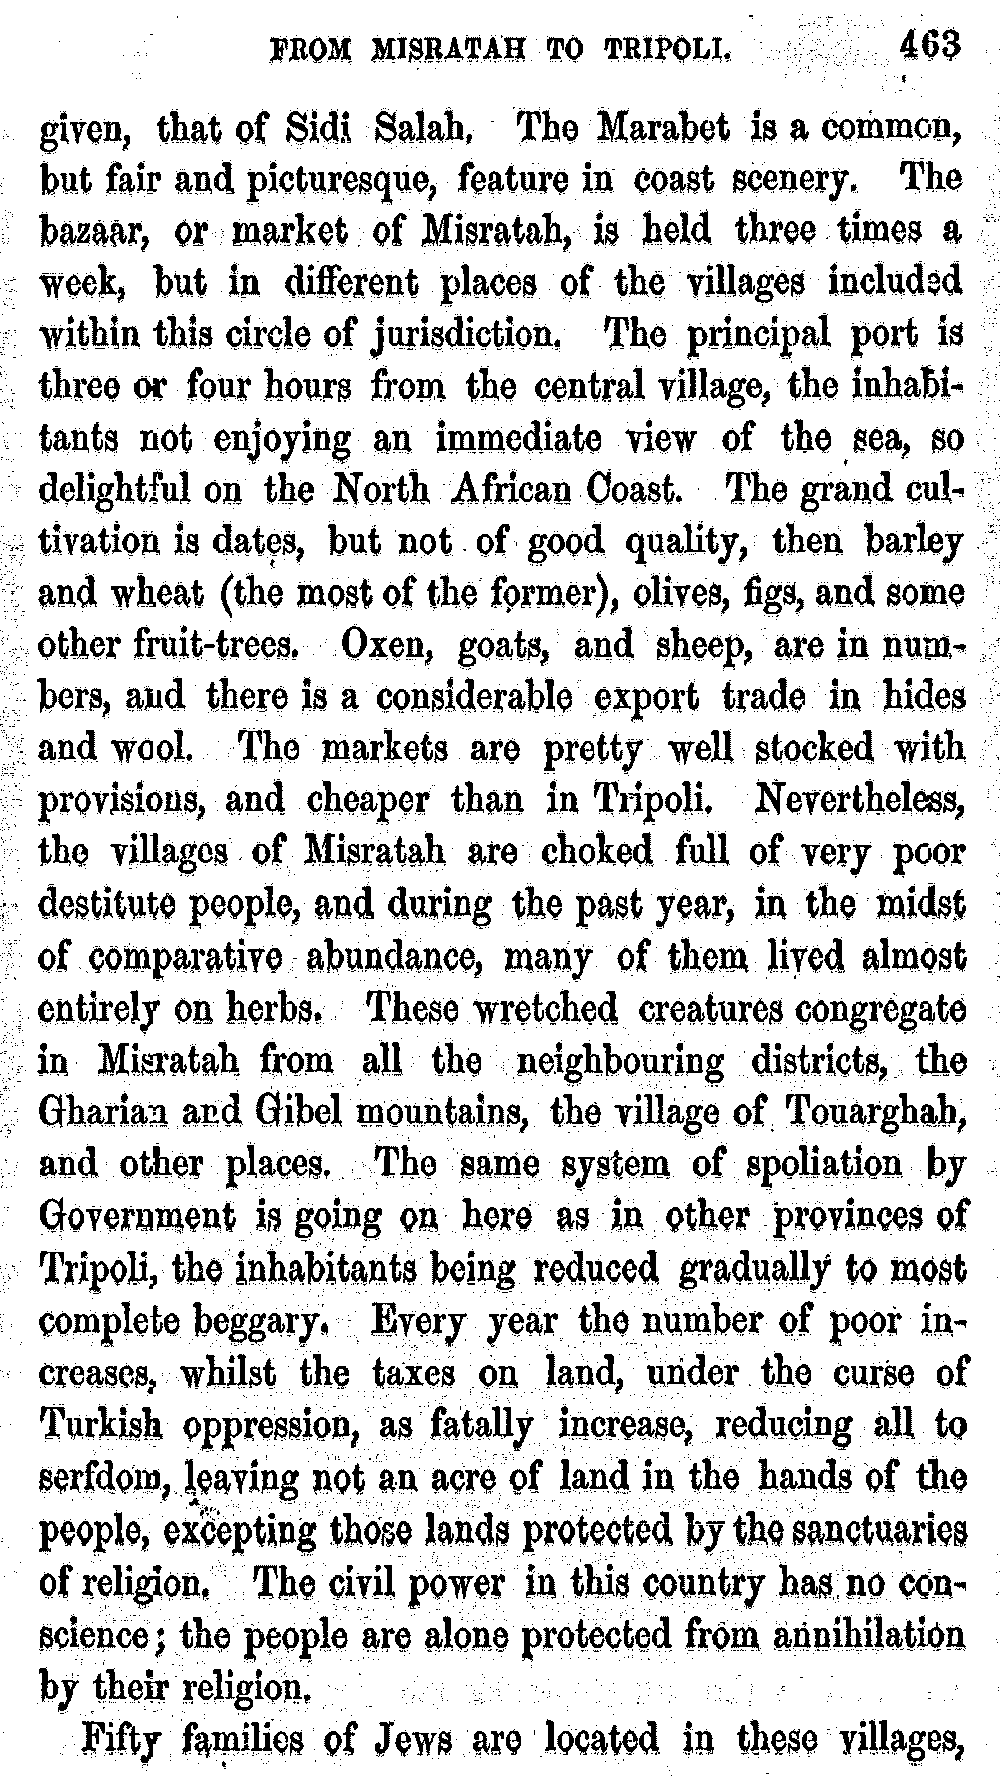 FROM MISRATAH TO TRIPOLI. 463
given, that of Sidi Salah. The Marabet is a common,
but fair and picturesque, feature in coast scenery. The
bazaar, or market of Misratah, is held three times a
week, but in different places of the villages included
within this circle of jurisdiction. The principal port is
three or four hours from the central village, the inhabi-
tants not enjoying an immediate view of the sea, so
delightful on the North African Coast. The grand cul-
tivation is dates, but not of good quality, then barley
and wheat (the most of the former), olives, figs, and some
other fruit-trees. Oxen, goats, and sheep, are in num-
bers, and there is a considerable export trade in hides
and wool. The markets are pretty well stocked with
provisions, and cheaper than in Tripoli. Nevertheless,
the villages of Misratah are choked full of very poor
destitute people, and during the past year, in the midst
of comparative abundance, many of them lived almost
entirely on herbs. These wretched creatures congregate
in Misratah from all the neighbouring districts, the
Gharian and Gibel mountains, the village of Touarghah,
and other places. The same system of spoliation by
Government is going on here as in other provinces of
Tripoli, the inhabitants being reduced gradually to most
complete beggary. Every year the number of poor in-
creases, whilst the taxes on land, under the curse of
Turkish oppression, as fatally increase, reducing all to
serfdom, leaving not an acre of land in the hands of the
people, excepting those lands protected by the sanctuaries
of religion. The civil power in this country has no con-
science; the people are alone protected from annihilation
by their religion.
Fifty families of Jews are located in these villages,